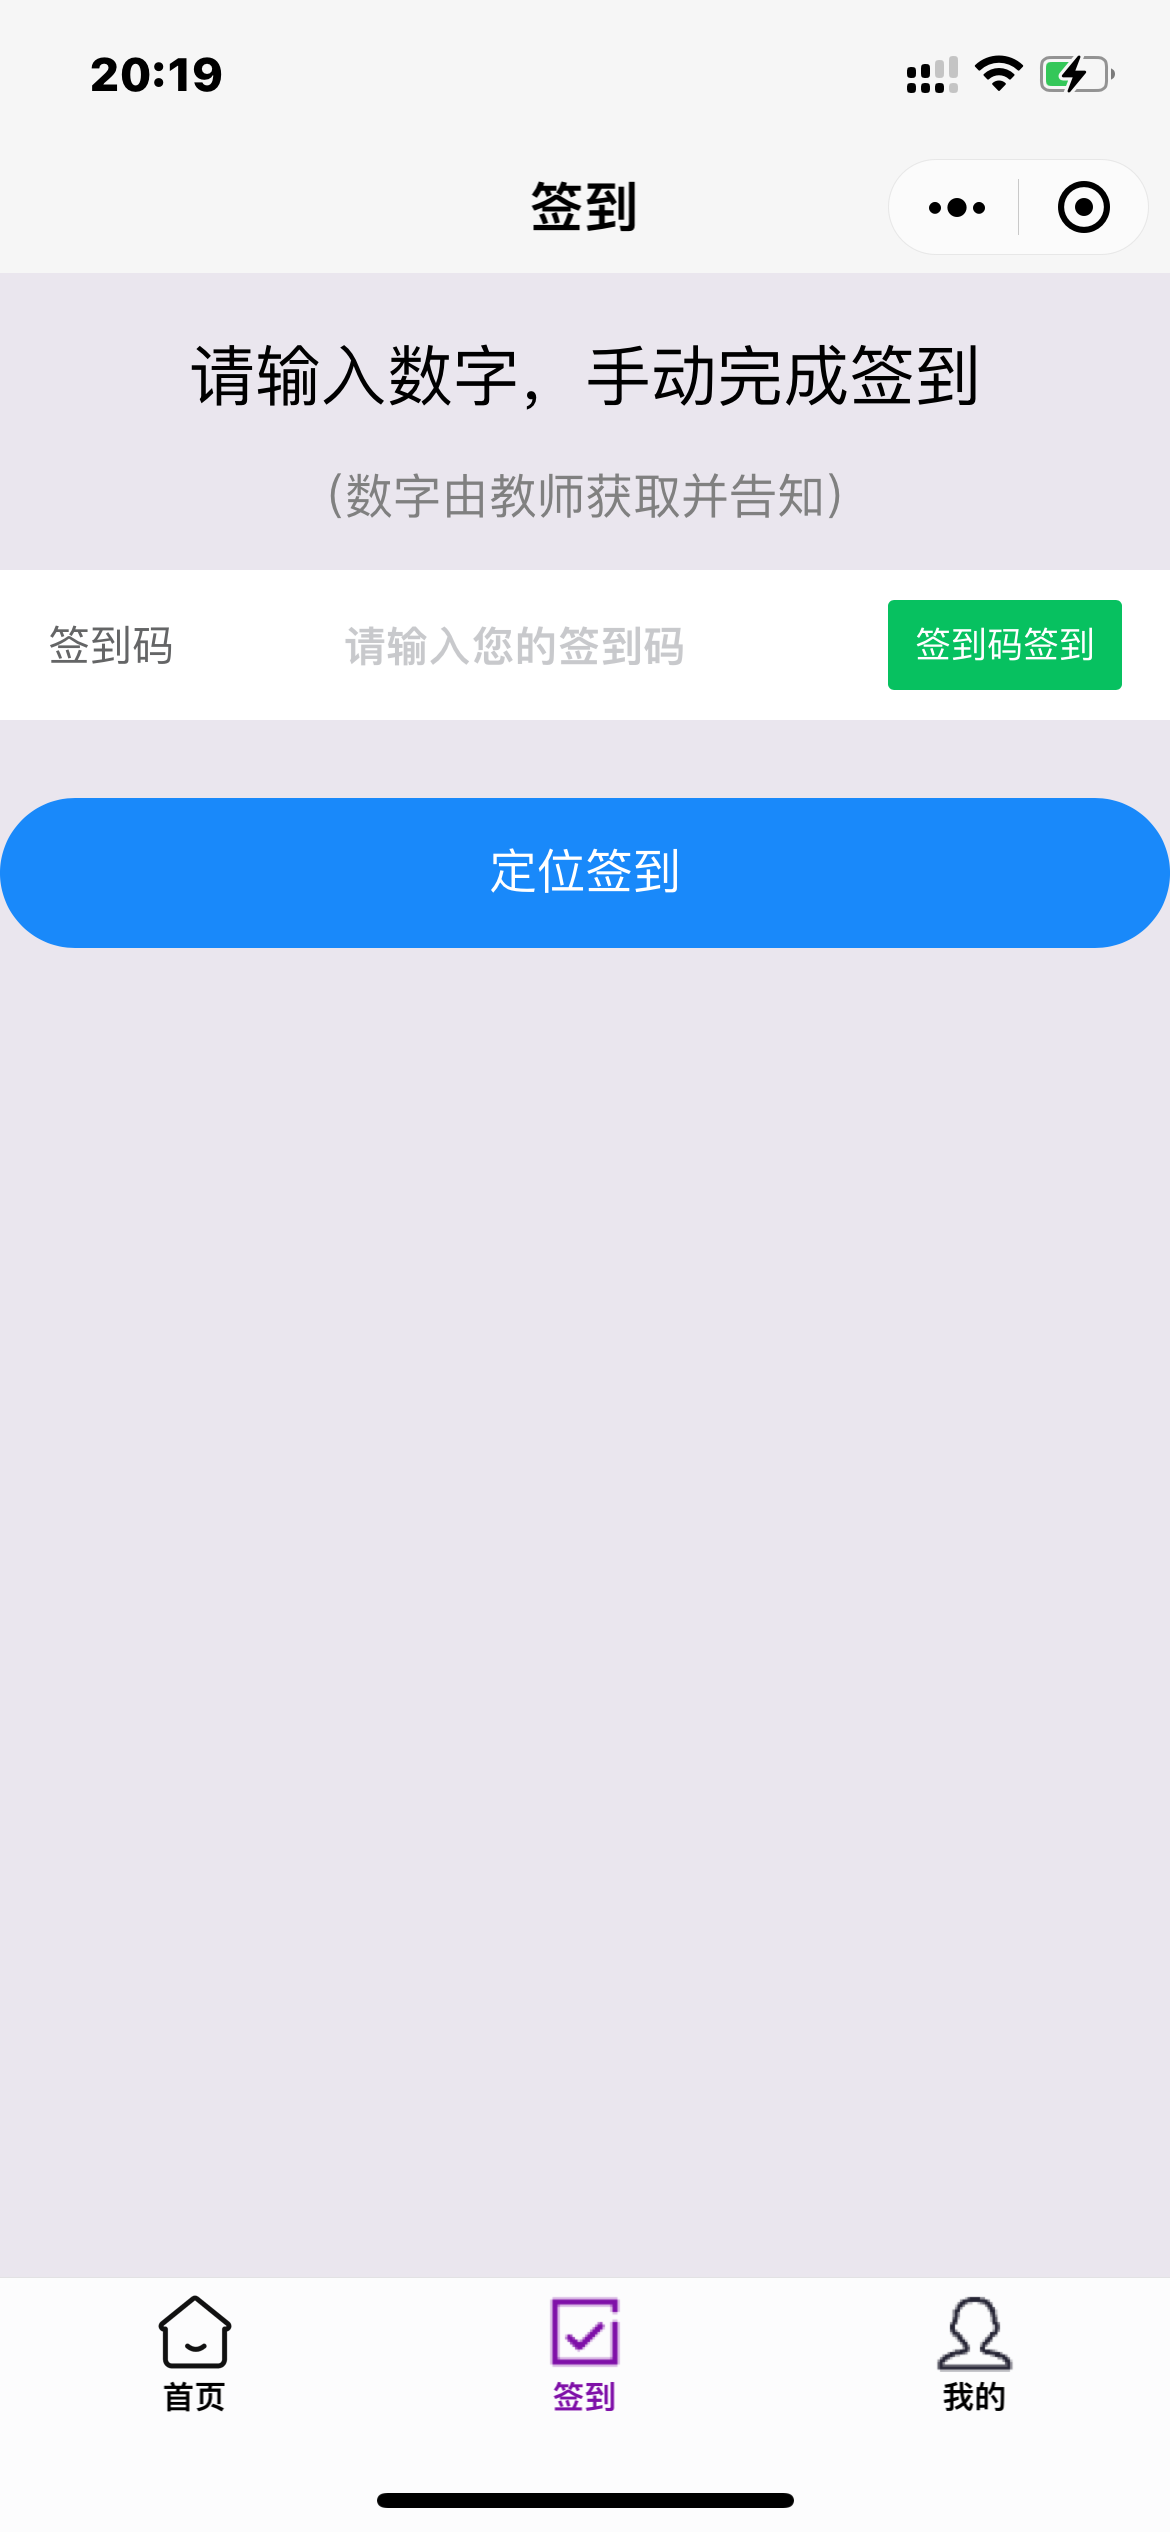 20:19
签到
请输入数字，手动完成签到
(数字由教师获取并告知)
签到码 请输入您的签到码 签到码签到
定位签到
首页 签到 我的